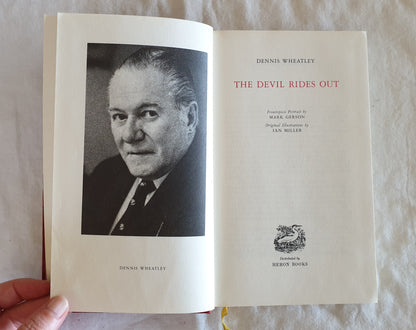 DENNIS WHEATLEY
DENNIS WHEATLEY
THE DEVIL RIDES OUT
Frontispiece Portrait by
MARK GERSON
Original Illustrations by
IAN MILLER
Distributed by
HERON BOOKS